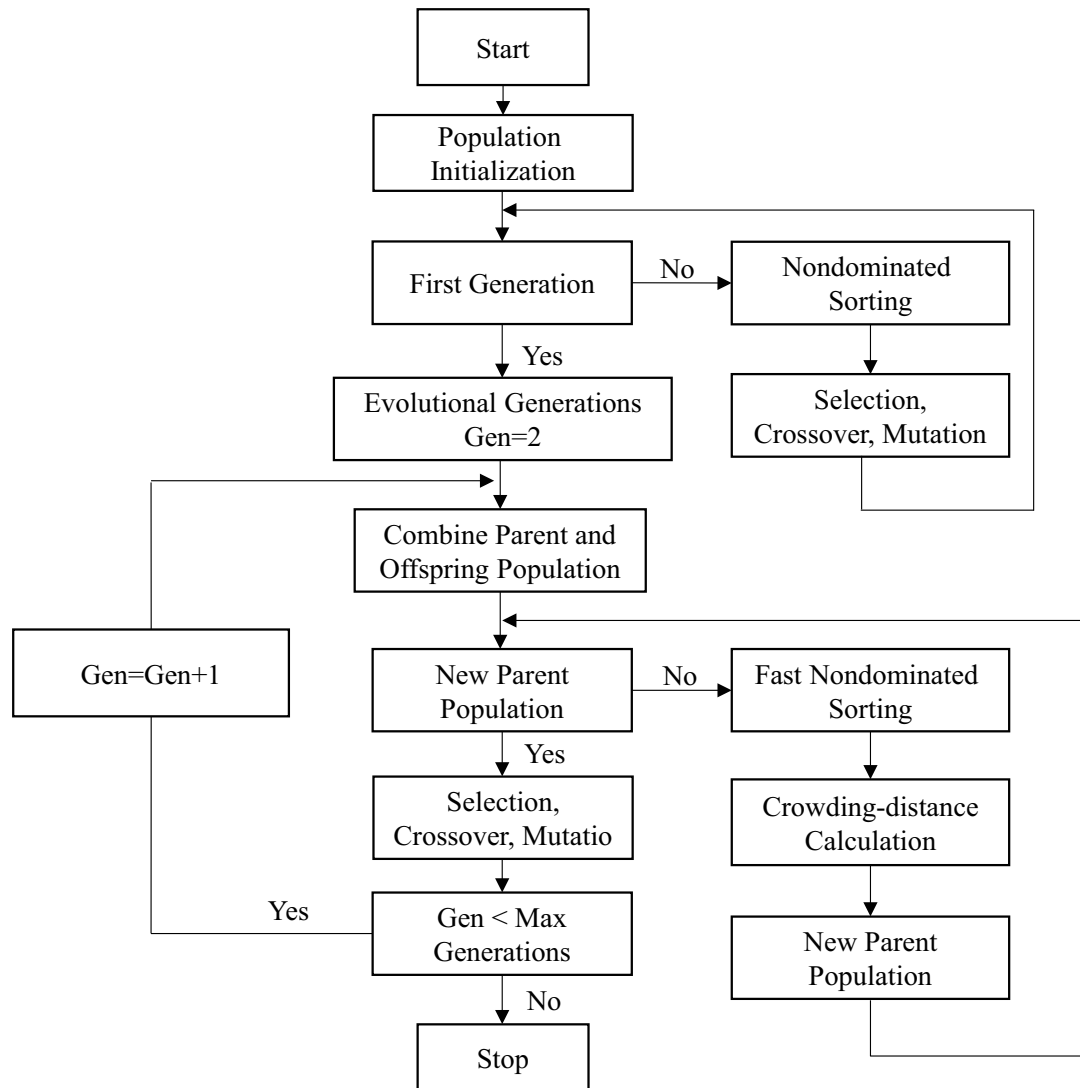 Start
Population
Initialization
First Generation
No
Nondominated
Sorting
Yes
Selection,
Crossover, Mutation
Evolutional Generations
Gen=2
Combine Parent and
Offspring Population
Gen=Gen+1
New Parent
Population
No
Fast Nondominated
Sorting
Yes
Selection,
Crossover, Mutatio
Crowding-distance
Calculation
Yes
Gen < Max
Generations
New Parent
Population
No
Stop